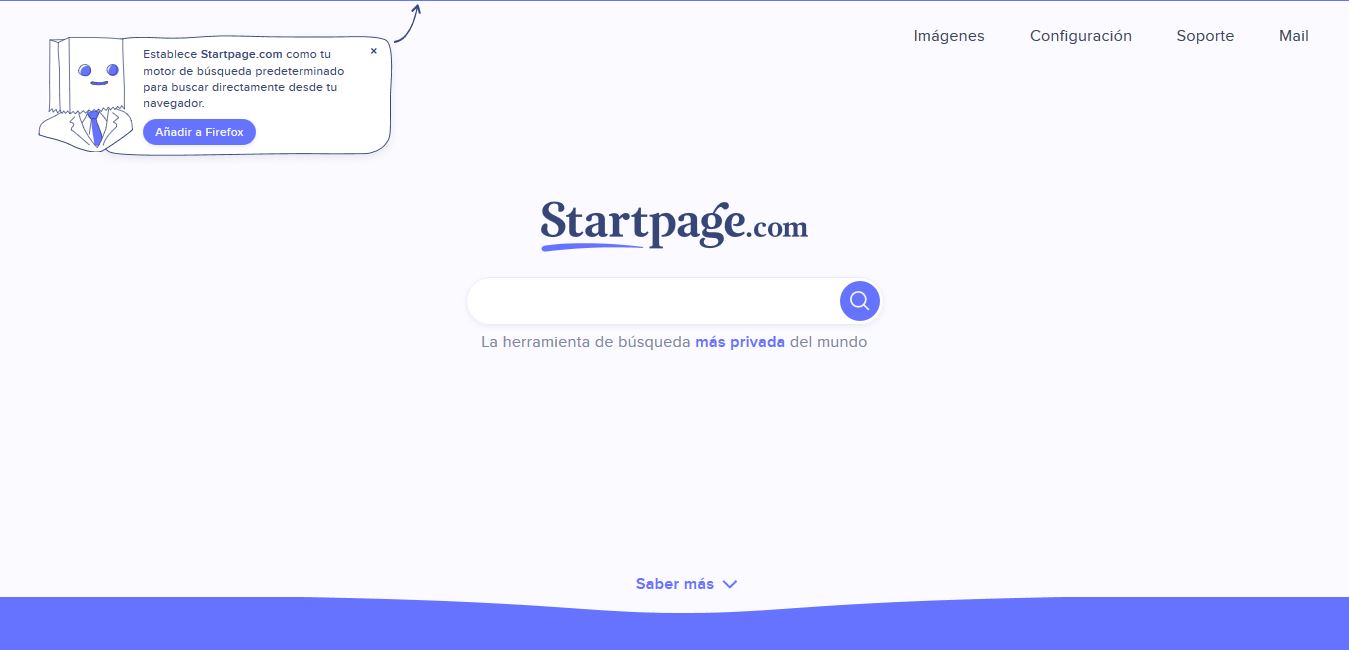 Imágenes Configuración Soporte Mail
Establece Startpage.com como tu
motor de búsqueda predeterminado
para buscar directamente desde tu
navegador.
Añadir a Firefox
Startpage.com
La herramienta de búsqueda más privada del mundo
Saber más